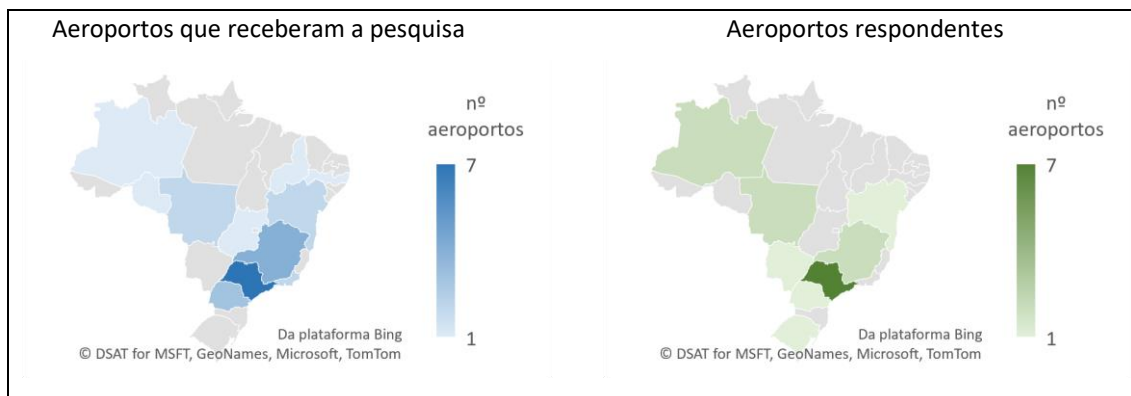 Aeroportos que receberam a pesquisa
nº
aeroportos
7
1
Da plataforma Bing
© DSAT for MSFT, GeoNames, Microsoft, TomTom
Aeroportos respondentes
nº
aeroportos
7
1
Da plataforma Bing
© DSAT for MSFT, GeoNames, Microsoft, TomTom